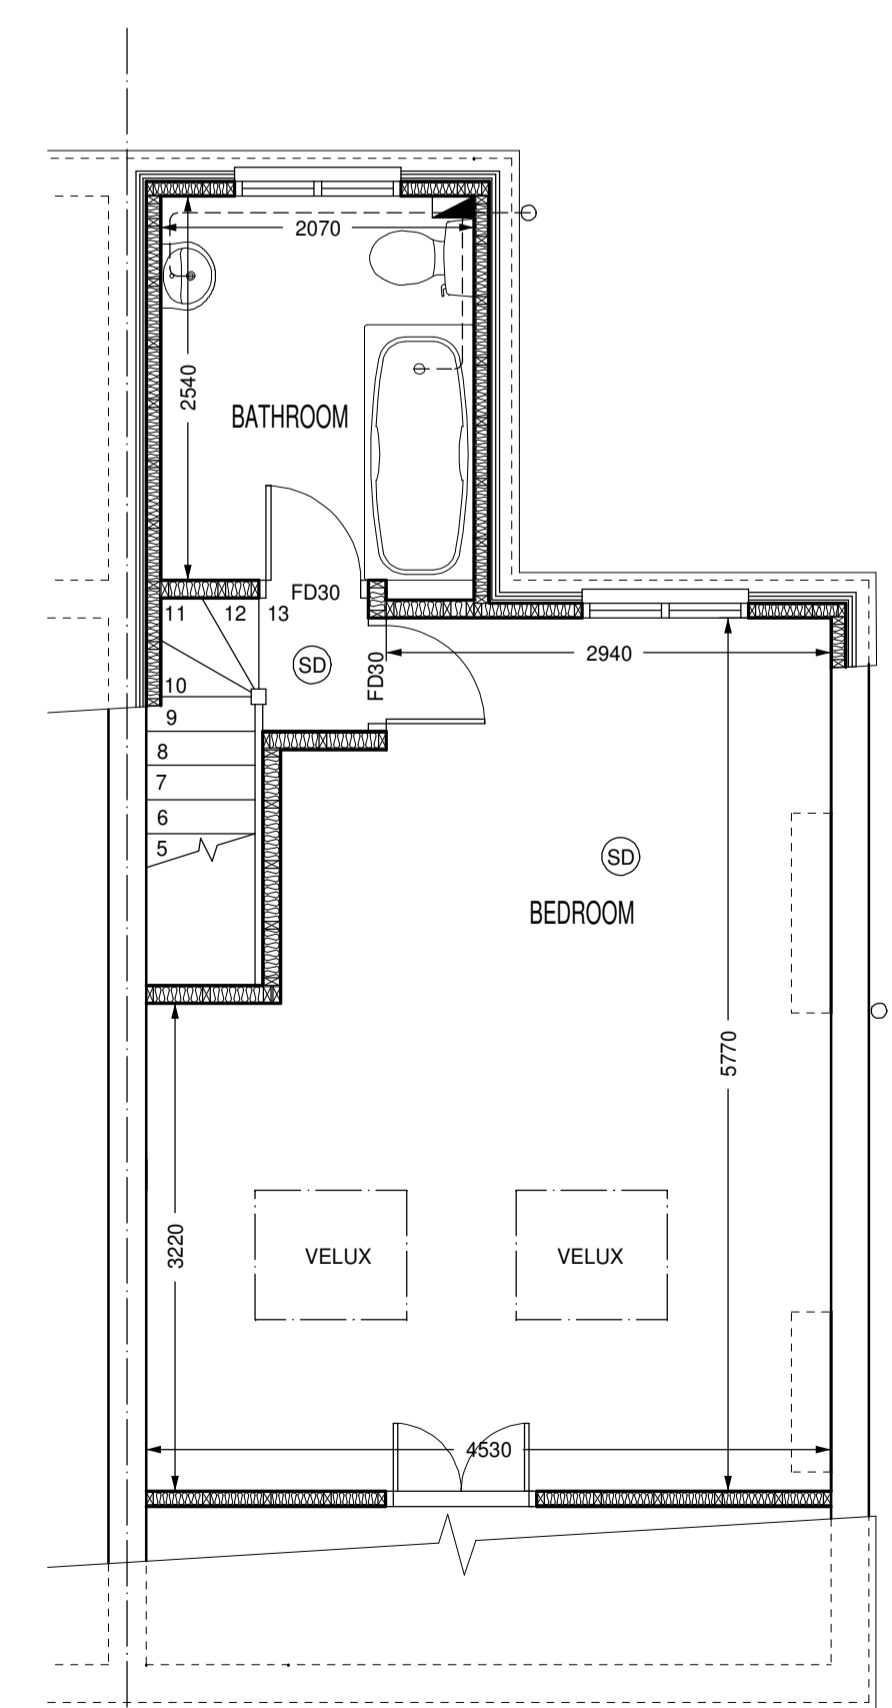 2070
2540
BATHROOM
FD30
11 12 13
SD
FD30
2940
10
9
8
7
6
5
SD
BEDROOM
5770
3220
VELUX VELUX
4530